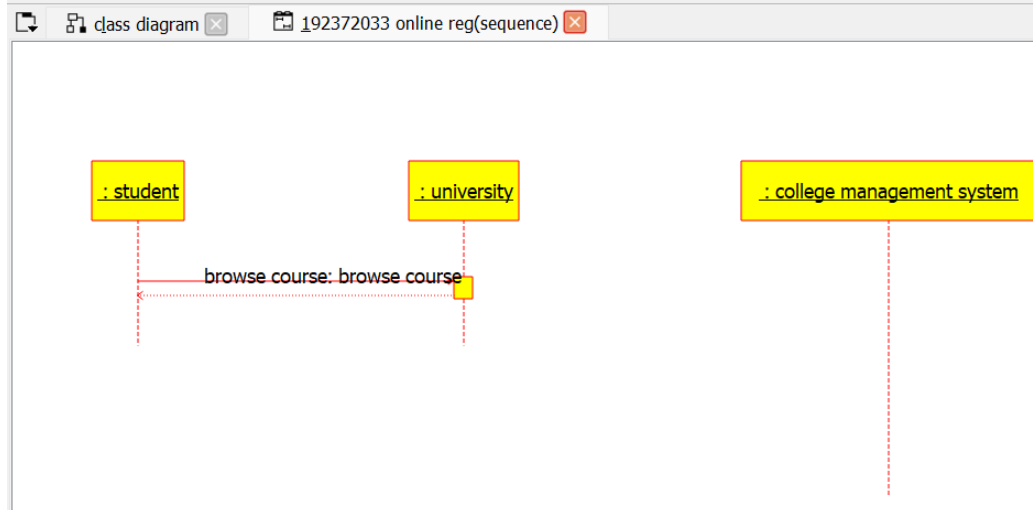 class diagram
192372033 online reg(sequence)
: student
: university
: college management system
browse course: browse course